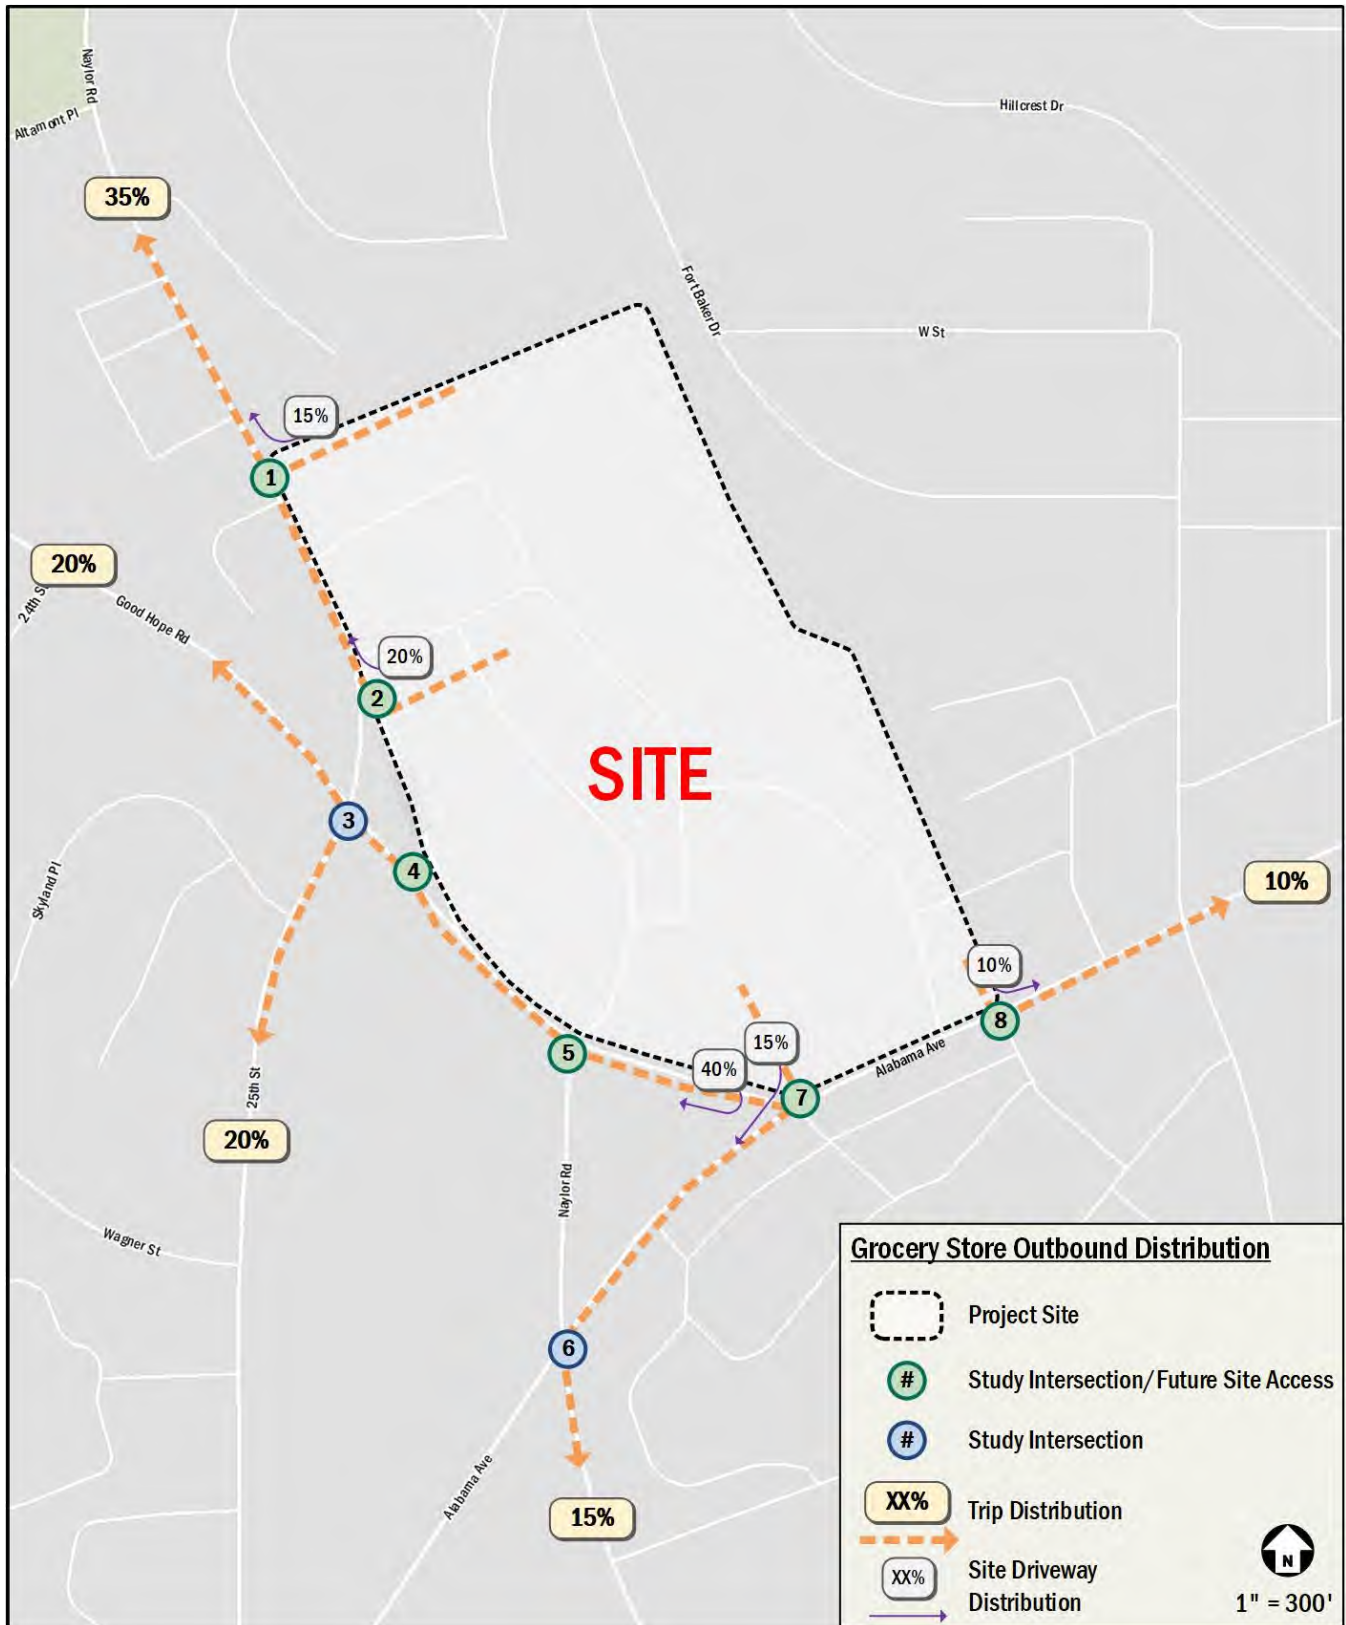 Naylor Rd
Altamont Pl
Hillcrest Dr
35%
Fort Baker Dr
W St
15%
1
20%
24th St
Good Hope Rd
20%
2
SITE
3
4
Skyland Pl
10%
10%
8
Alabama Ave
15%
40%
5
7
25th St
20%
Naylor Rd
Wagner St
6
Alabama Ave
15%
Grocery Store Outbound Distribution
Project Site
# Study Intersection/Future Site Access
# Study Intersection
XX% Trip Distribution
XX% Site Driveway
Distribution
N
1" = 300'